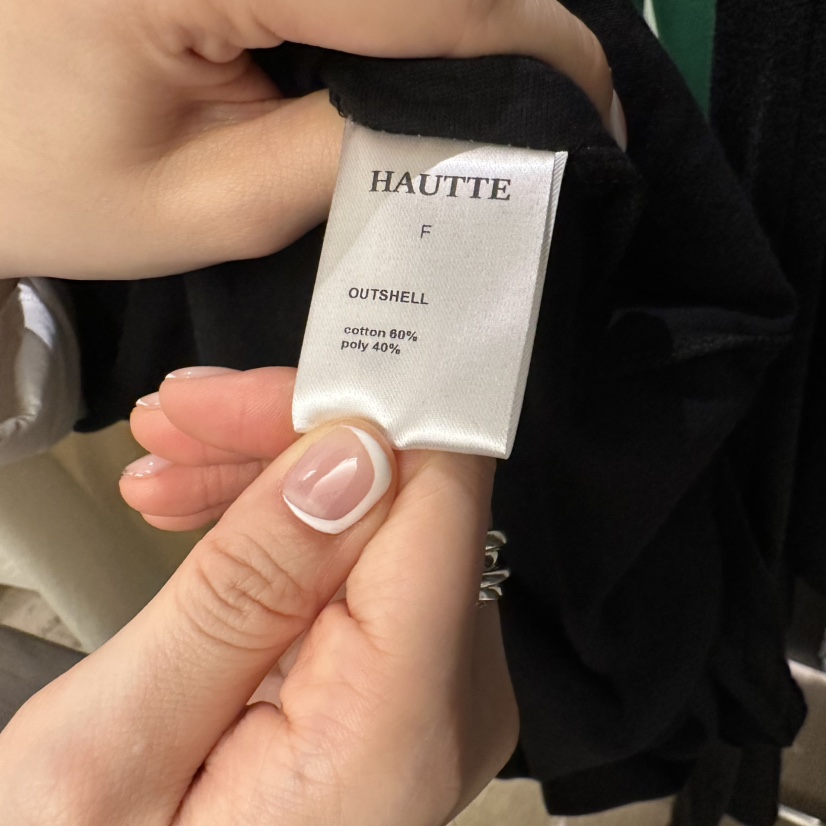 HAUTTE
F
OUTSHELL
cotton 60%
poly 40%